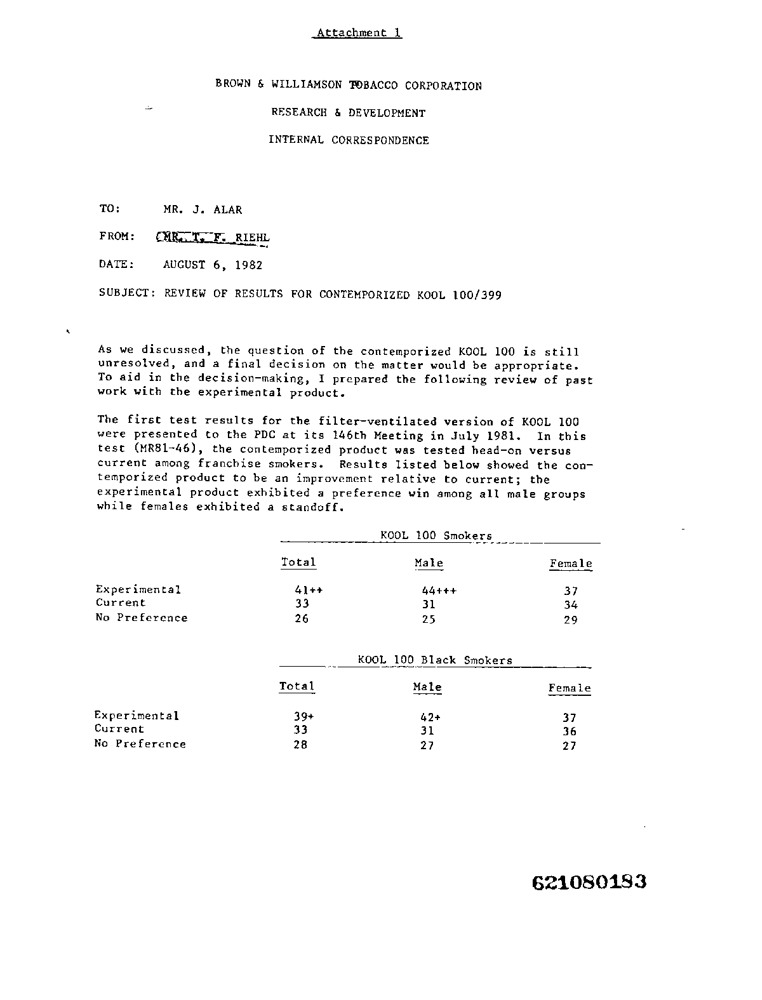 Attachment 1
BROWN & WILLIAMSON TOBACCO CORPORATION
RESEARCH & DEVELOPMENT
INTERNAL CORRESPONDENCE
TO: MR. J. ALAR
FROM: MR. T. F. RIEHL
DATE: AUGUST 6, 1982
SUBJECT: REVIEW OF RESULTS FOR CONTEMPORIZED KOOL 100/399
As we discussed, the question of the contemporized KOOL 100 is still
unresolved, and a final decision on the matter would be appropriate.
To aid in the decision-making, I prepared the following review of past
work with the experimental product.
The first test results for the filter-ventilated version of KOOL 100
were presented to the PDC at its 146th Meeting in July 1981. In this
test (MR81-46), the contemporized product was tested head-on versus
current among franchise smokers. Results listed below showed the con-
temporized product to be an improvement relative to current; the
experimental product exhibited a preference win among all male groups
while females exhibited a standoff.
KOOL 100 Smokers
Total Male Female
Experimental 41++ 44+++ 37
Current 33 31 34
No Preference 26 25 29
KOOL 100 Black Smokers
Total Male Female
Experimental 39+ 42+ 37
Current 33 31 36
No Preference 28 27 27
621080183